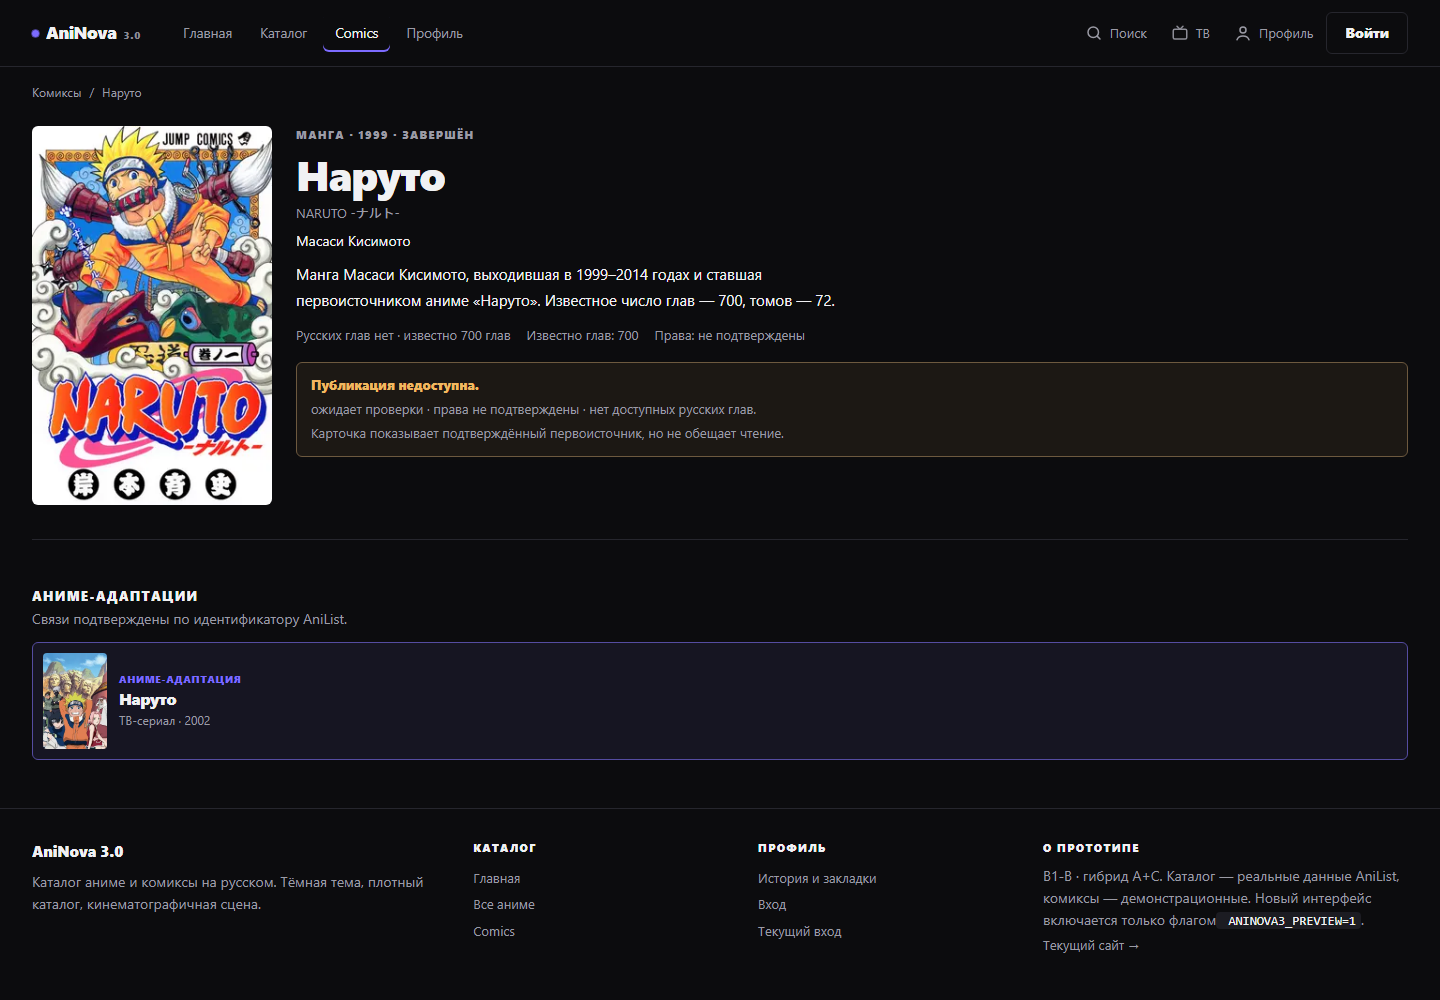 AniNova 3.0
Главная
Каталог
Comics
Профиль
Поиск
ТВ
Профиль
Войти
Комиксы / Наруто
JUMP COMICS
巻ノ一
NARUTO
-ナルト-
岸本斉史
МАНГА · 1999 · ЗАВЕРШЁН
Наруто
NARUTO -ナルト-
Масаси Кисимото
Манга Масаси Кисимото, выходившая в 1999–2014 годах и ставшая
первоисточником аниме «Наруто». Известное число глав — 700, томов — 72.
Русских глав нет · известно 700 глав
Известно глав: 700
Права: не подтверждены
Публикация недоступна.
ожидает проверки · права не подтверждены · нет доступных русских глав.
Карточка показывает подтверждённый первоисточник, но не обещает чтение.
АНИМЕ-АДАПТАЦИИ
Связи подтверждены по идентификатору AniList.
АНИМЕ-АДАПТАЦИЯ
Наруто
ТВ-сериал · 2002
AniNova 3.0
Каталог аниме и комиксы на русском. Тёмная тема, плотный
каталог, кинематографичная сцена.
КАТАЛОГ
Главная
Все аниме
Comics
ПРОФИЛЬ
История и закладки
Вход
Текущий вход
О ПРОТОТИПЕ
B1-B · гибрид A+C. Каталог — реальные данные AniList,
комиксы — демонстрационные. Новый интерфейс
включается только флагом ANINOVA3_PREVIEW=1 .
Текущий сайт →